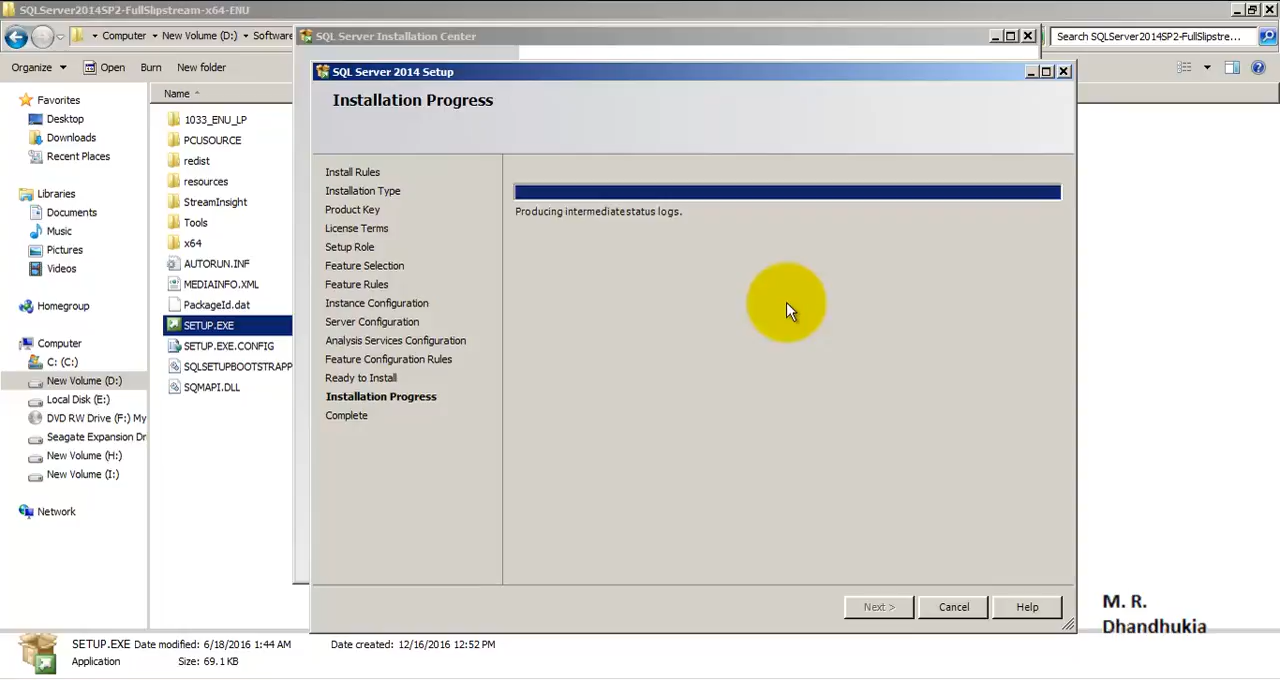 SQLServer2014SP2-FullSlipstream-x64-ENU
Computer New Volume (D:) Software
Search SQLServer2014SP2-FullSlipstre...
Organize Open Burn New folder
Name
Favorites
Desktop
Downloads
Recent Places
Libraries
Documents
Music
Pictures
Videos
Homegroup
Computer
C: (C:)
New Volume (D:)
Local Disk (E:)
DVD RW Drive (F:) My
Seagate Expansion Dr
New Volume (H:)
New Volume (I:)
Network
1033_ENU_LP
PCUSOURCE
redist
resources
StreamInsight
Tools
x64
AUTORUN.INF
MEDIAINFO.XML
PackageId.dat
SETUP.EXE
SETUP.EXE.CONFIG
SQLSETUPBOOTSTRAPP
SQMAPI.DLL
SQL Server Installation Center
SQL Server 2014 Setup
Installation Progress
Install Rules
Installation Type
Product Key
License Terms
Setup Role
Feature Selection
Feature Rules
Instance Configuration
Server Configuration
Analysis Services Configuration
Feature Configuration Rules
Ready to Install
Installation Progress
Complete
Producing intermediatestatus logs.
Next > Cancel Help
M. R.
Dhandhukia
SETUP.EXE Date modified: 6/18/2016 1:44 AM Date created: 12/16/2016 12:52 PM
Application Size: 69.1 KB